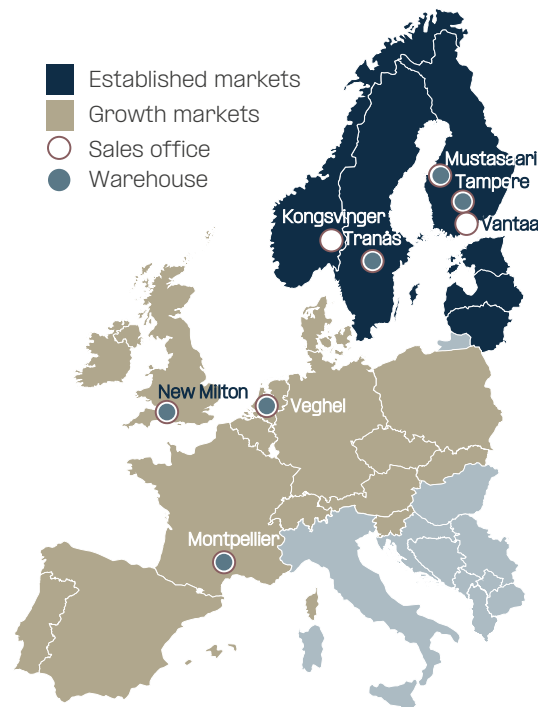 Established markets
Growth markets
Sales office
Warehouse
Mustasaari
Tampere
Kongsvinger
Vantaa
Tranås
New Milton
Veghel
Montpellier